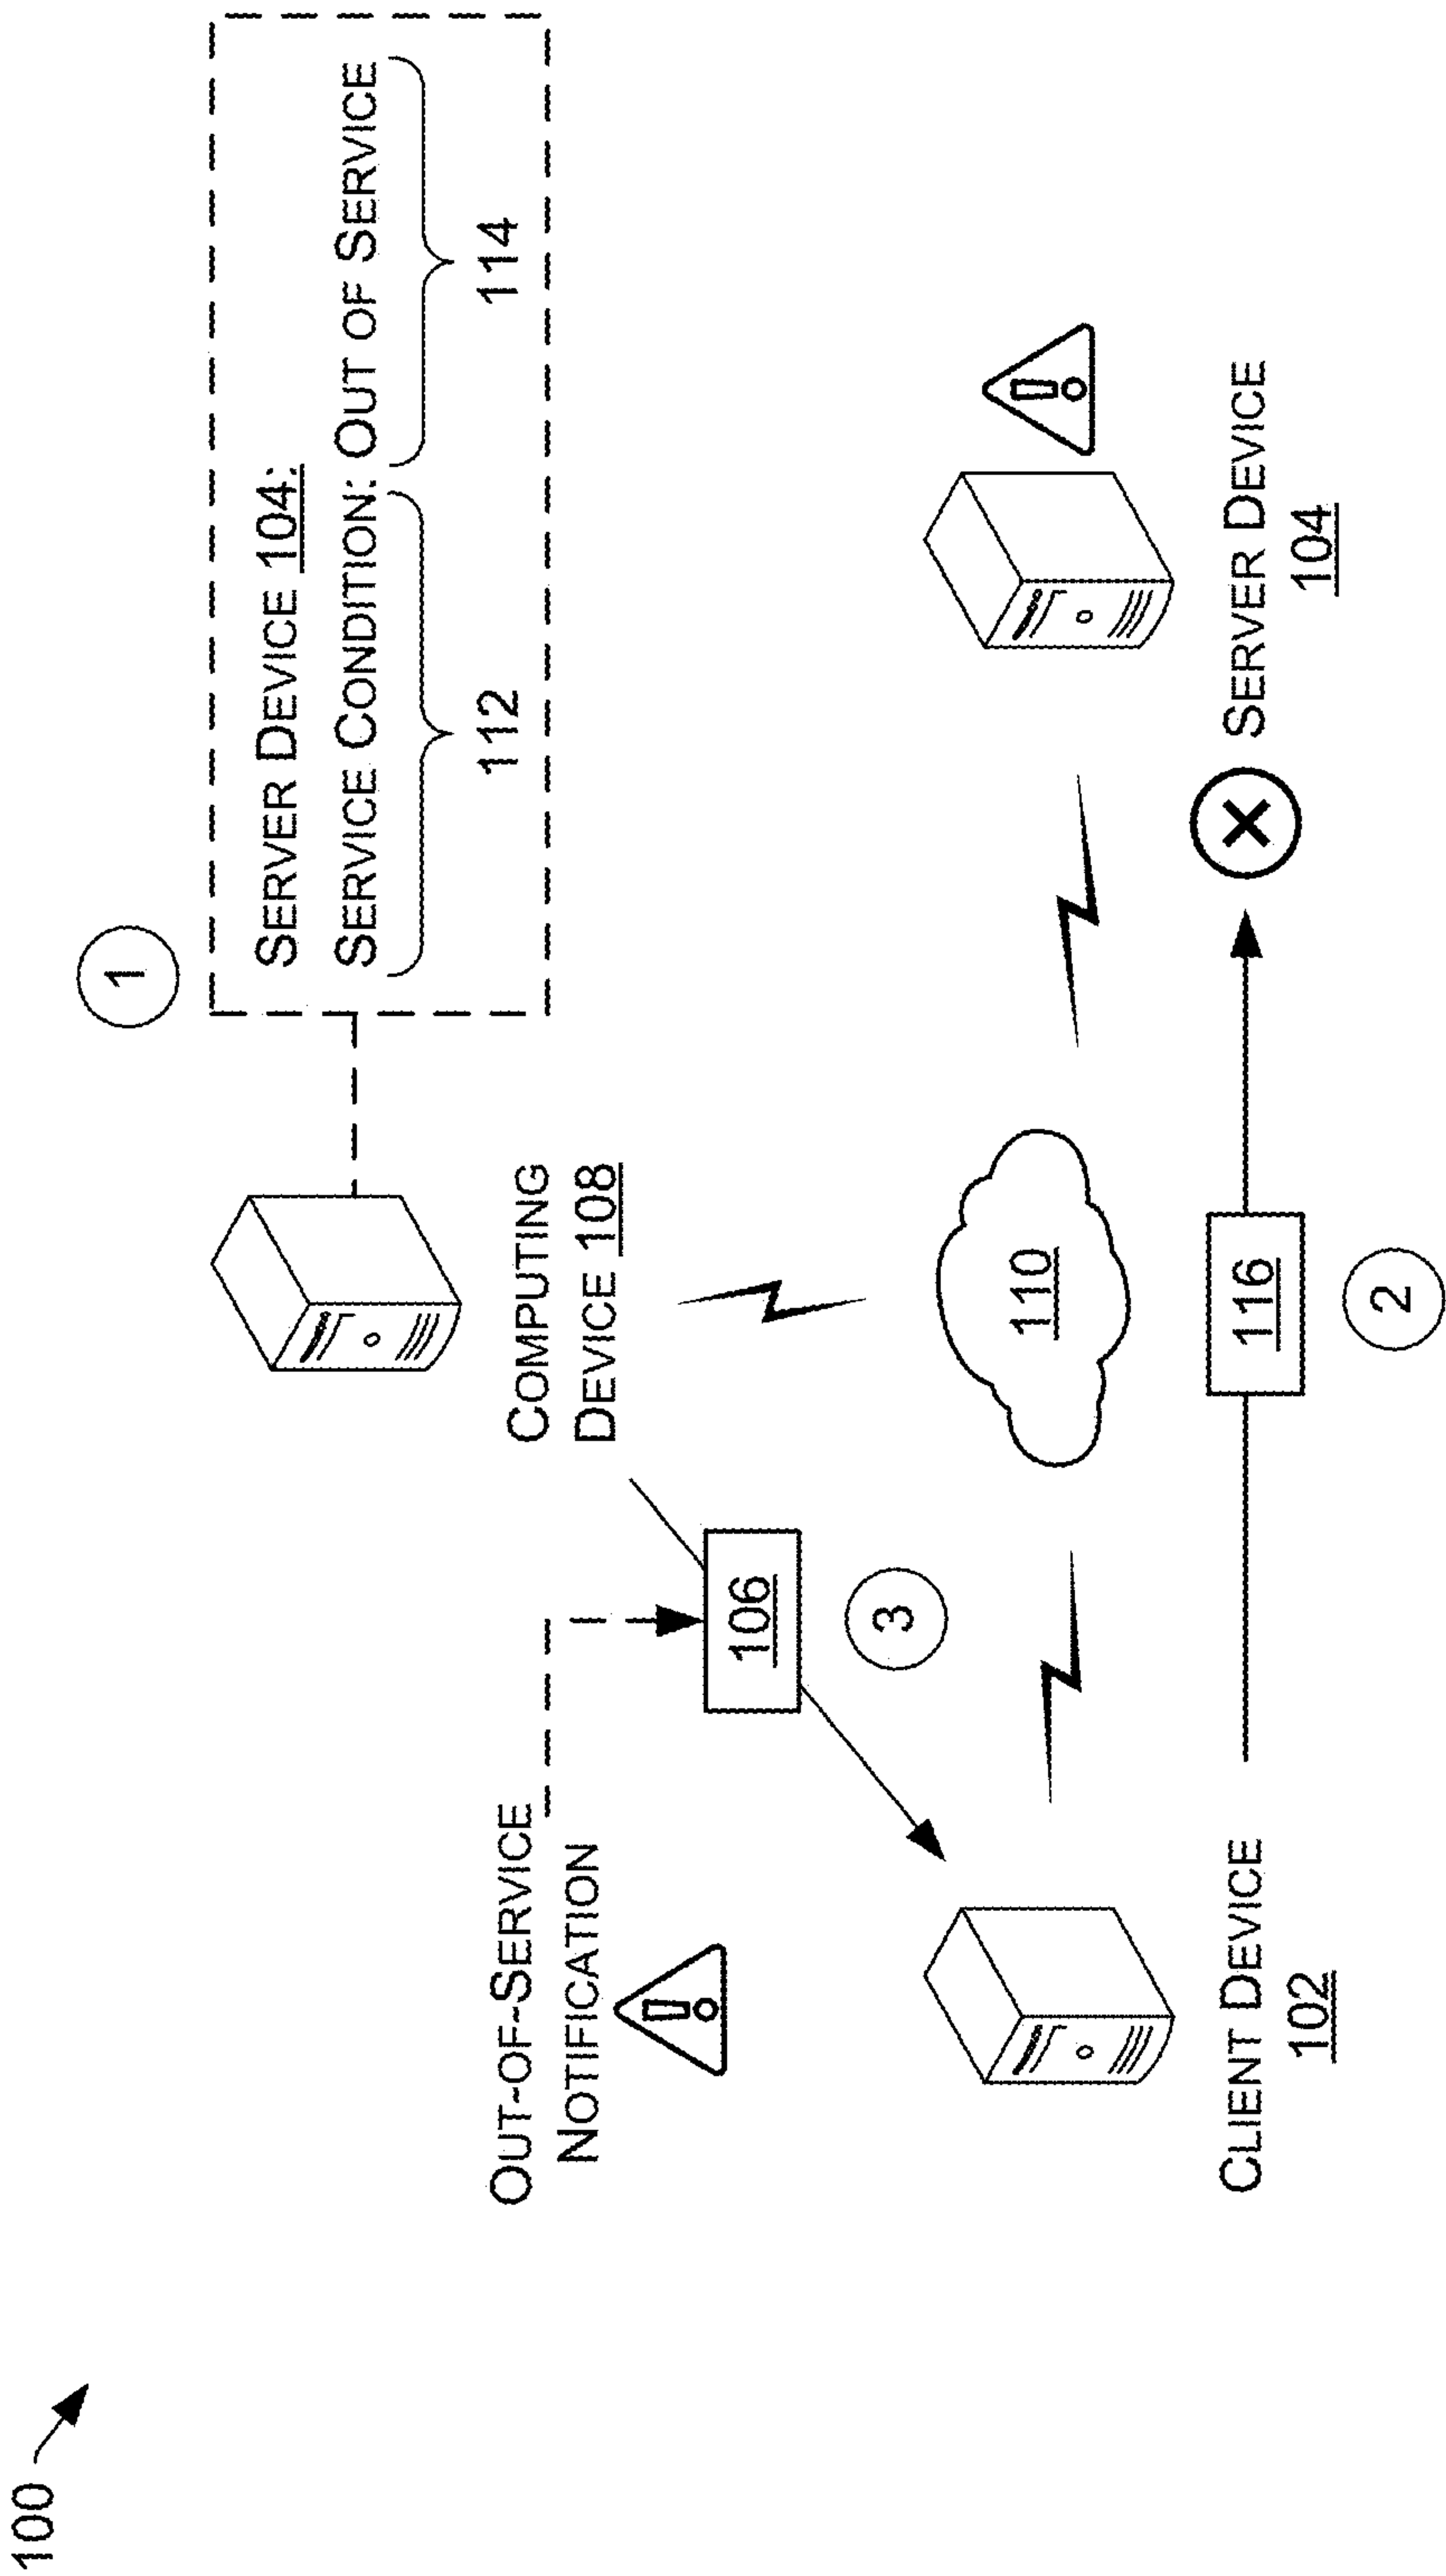 100
1
SERVER DEVICE 104:
SERVICE CONDITION: OUT OF SERVICE
112
114
COMPUTING
DEVICE 108
OUT-OF-SERVICE
NOTIFICATION
106
3
110
CLIENT DEVICE
102
116
2
SERVER DEVICE
104